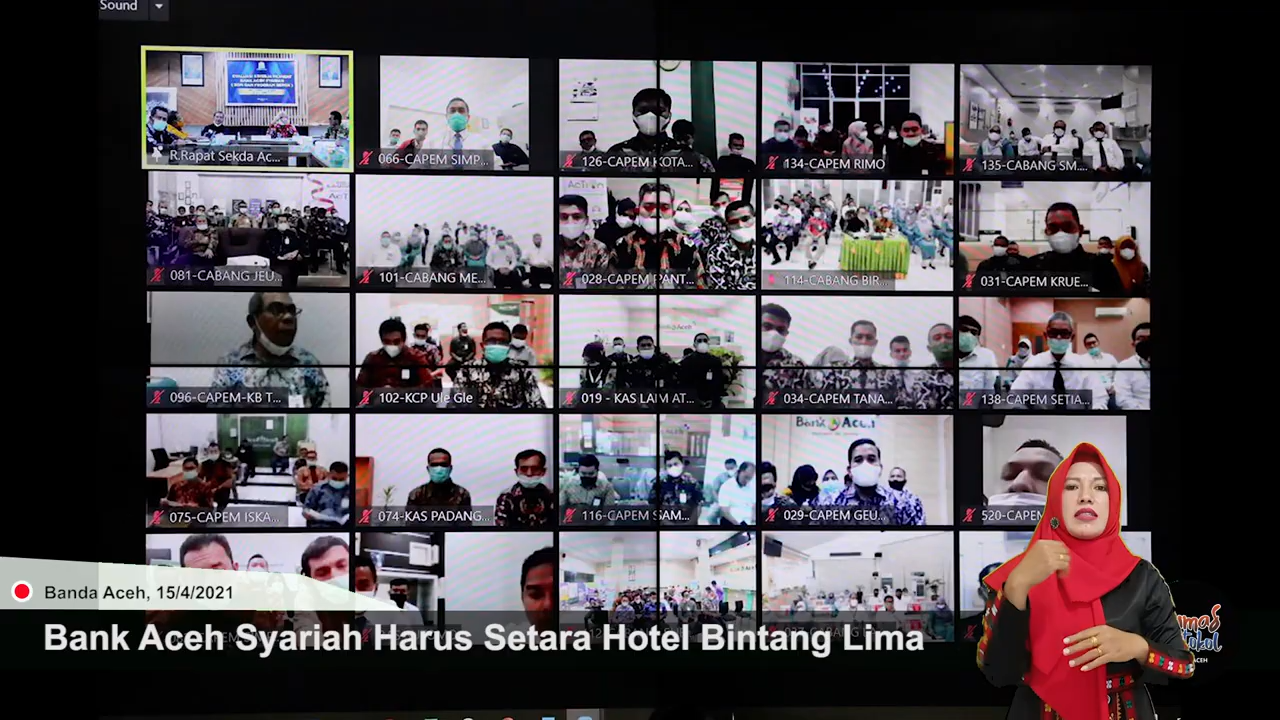 Sound
R.Rapat Sekda Ac...
066-CAPEM SIMP...
126-CAPEM KOTA...
134-CAPEM RIMO
135-CABANG SM....
081-CABANG JEU...
101-CABANG ME...
028-CAPEM PANT...
114-CABANG BIR...
031-CAPEM KRUE...
096-CAPEM-KB T...
102-KCP Ule Gle
019 - KAS LAIM AT...
034-CAPEM TANA...
138-CAPEM SETIA...
075-CAPEM ISKA...
074-KAS PADANG...
116-CAPEM SAM...
Bank Aceh
029-CAPEM GEU...
520-CAPEM
Banda Aceh, 15/4/2021
Bank Aceh Syariah Harus Setara Hotel Bintang Lima
ACEH